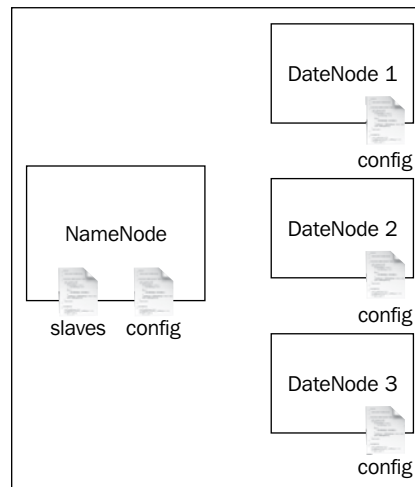 DateNode 1
config
NameNode
slaves config
DateNode 2
config
DateNode 3
config